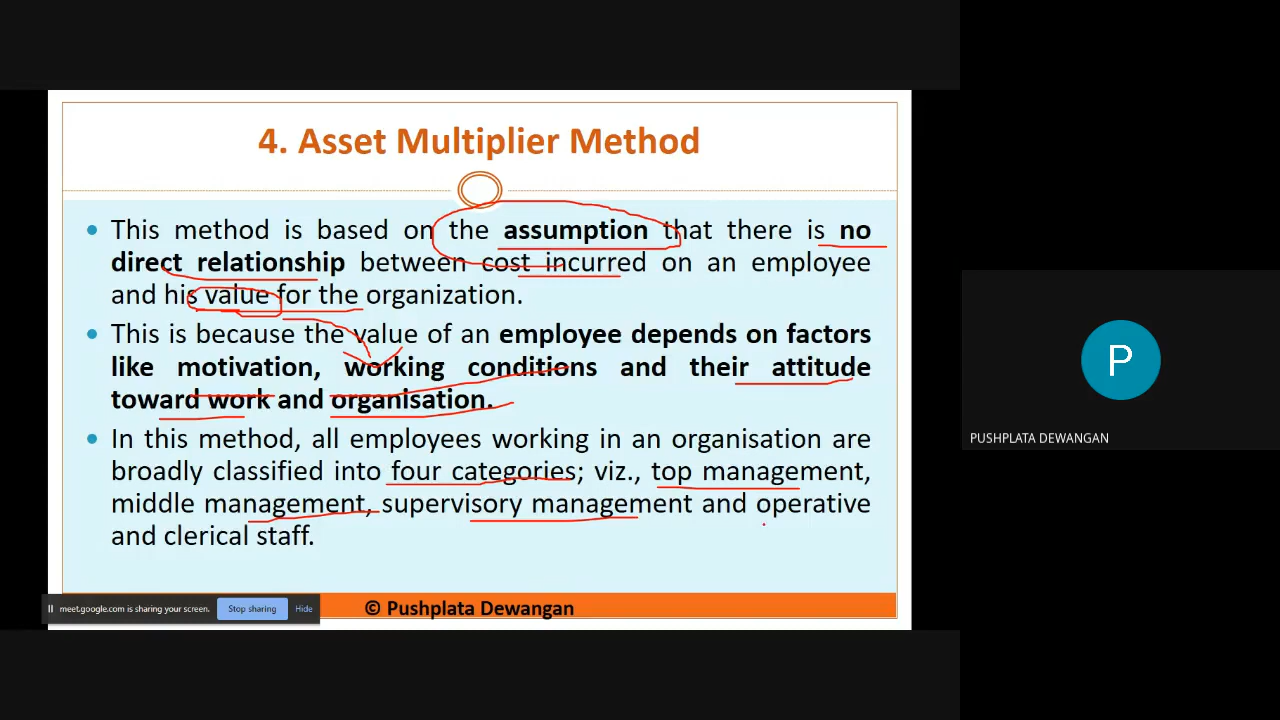 4. Asset Multiplier Method
• This method is based on the assumption that there is no
direct relationship between cost incurred on an employee
and his value for the organization.
• This is because the value of an employee depends on factors
like motivation, working conditions and their attitude
toward work and organisation.
• In this method, all employees working in an organisation are
broadly classified into four categories; viz., top management,
middle management, supervisory management and operative
and clerical staff.
meet.google.com is sharing your screen. Stop sharing Hide
© Pushplata Dewangan
P
PUSHPLATA DEWANGAN